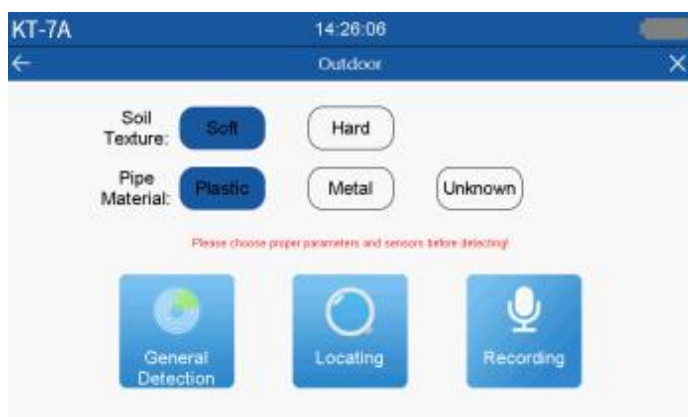 KT-7A 14:26:06
Outdoor
Soil Texture: Soft Hard
Pipe Material: Plastic Metal Unknown
Please choose proper parameters and sensors before detecting!
General Detection Locating Recording